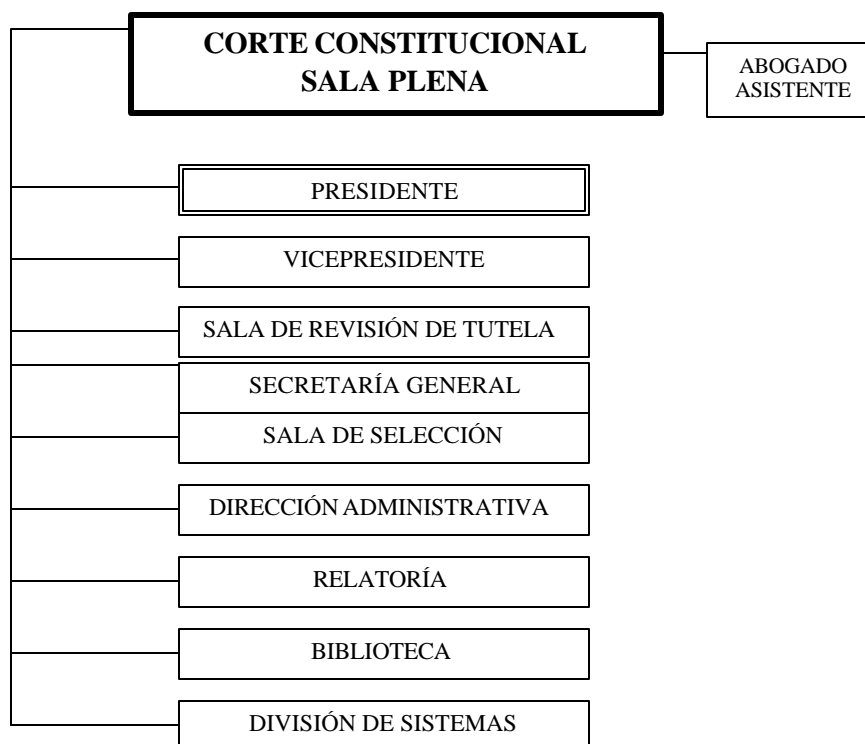 CORTE CONSTITUCIONAL
SALA PLENA
ABOGADO
ASISTENTE
PRESIDENTE
VICEPRESIDENTE
SALA DE REVISIÓN DE TUTELA
SECRETARÍA GENERAL
SALA DE SELECCIÓN
DIRECCIÓN ADMINISTRATIVA
RELATORÍA
BIBLIOTECA
DIVISIÓN DE SISTEMAS